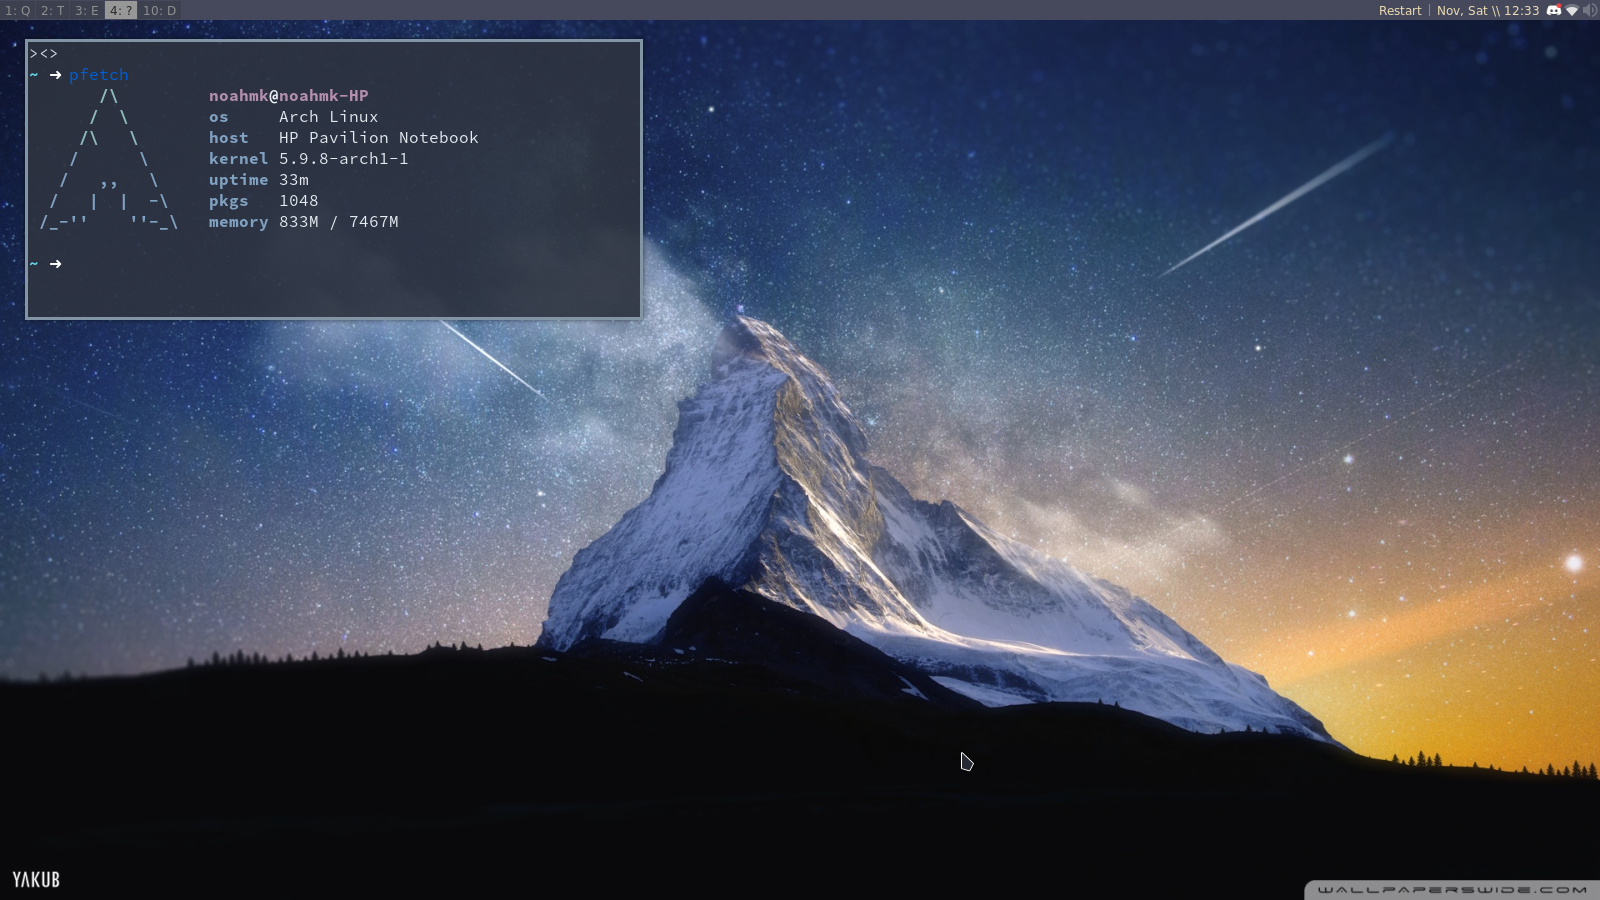 1: Q 2: T 3: E 4: ? 10: D
Restart | Nov, Sat \\ 12:33
><>
~ ➜ pfetch
noahmk@noahmk-HP
os Arch Linux
host HP Pavilion Notebook
kernel 5.9.8-arch1-1
uptime 33m
pkgs 1048
memory 833M / 7467M
~ ➜
YAKUB
WALLPAPERSWIDE.COM